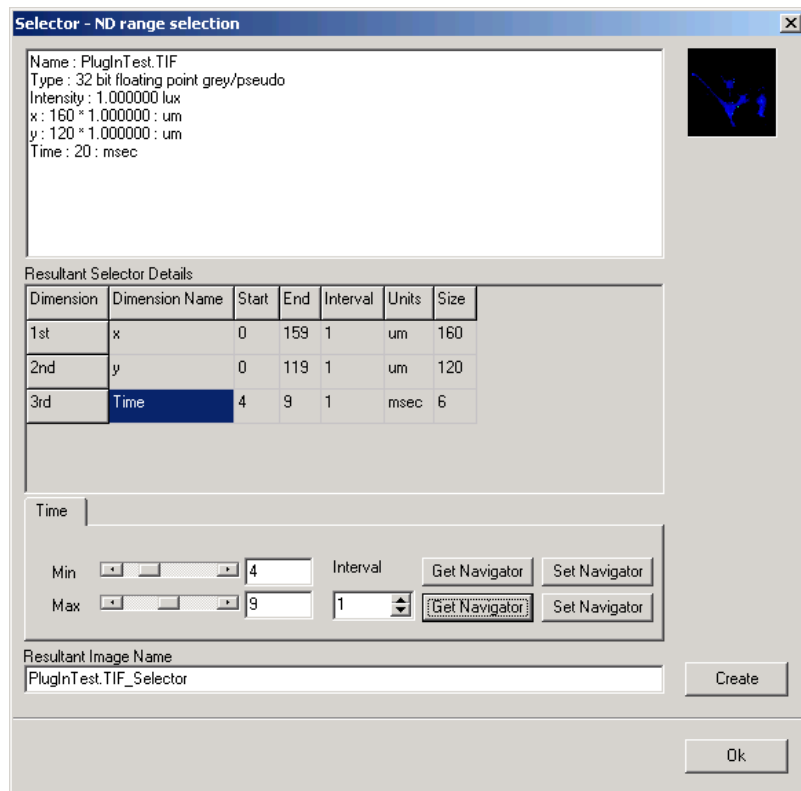 Selector - ND range selection
Name : PlugInTest.TIF
Type : 32 bit floating point grey/pseudo
Intensity : 1.000000 lux
x : 160 * 1.000000 : um
y : 120 * 1.000000 : um
Time : 20 : msec
Resultant Selector Details
Dimension Dimension Name Start End Interval Units Size
1st x 0 159 1 um 160
2nd y 0 119 1 um 120
3rd Time 4 9 1 msec 6
Time
Min 4 Interval Get Navigator Set Navigator
Max 9 1 Get Navigator Set Navigator
Resultant Image Name
PlugInTest.TIF_Selector Create
Ok